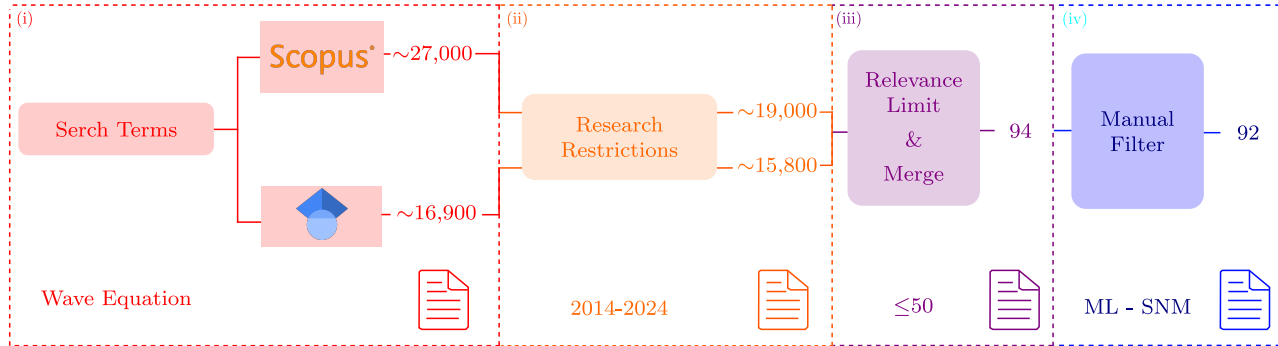 (i)
Serch Terms
Scopus®
~27,000
~16,900
Wave Equation
(ii)
Research
Restrictions
~19,000
~15,800
2014-2024
(iii)
Relevance
Limit
&
Merge
94
≤50
(iv)
Manual
Filter
92
ML - SNM